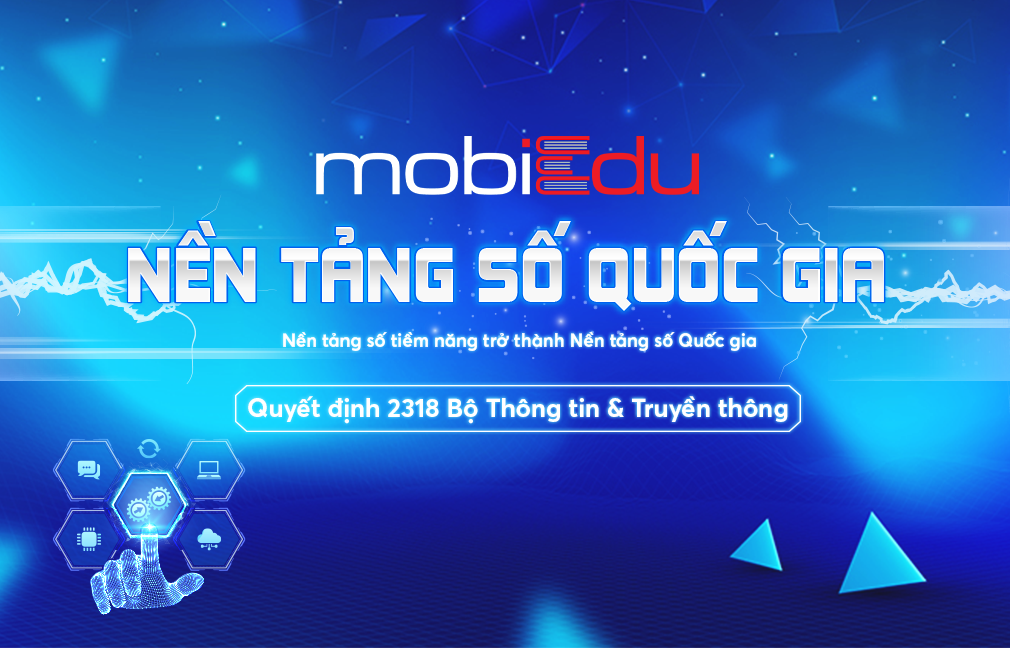 mobiEdu
NỀN TẢNG SỐ QUỐC GIA
Nền tảng số tiềm năng trở thành Nền tảng số Quốc gia
Quyết định 2318 Bộ Thông tin & Truyền thông